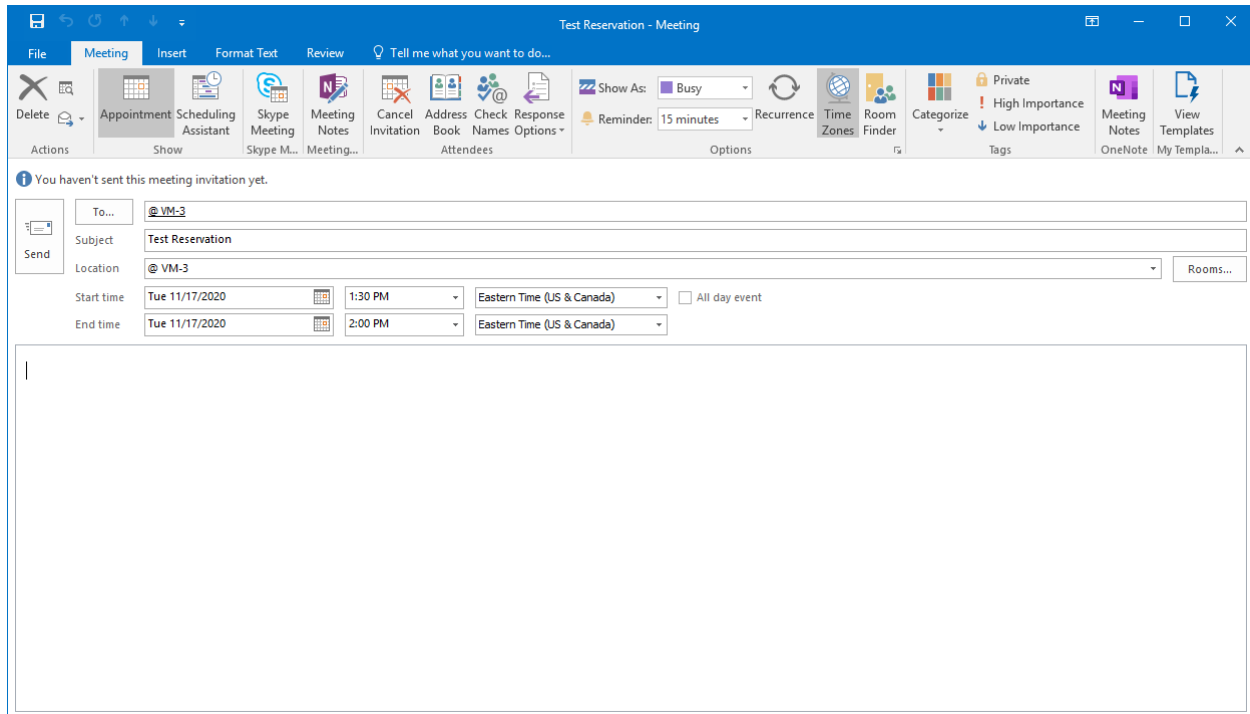 Test Reservation - Meeting
File Meeting Insert Format Text Review Tell me what you want to do...
Delete
Actions
Appointment Scheduling Assistant
Show
Skype Meeting
Skype M...
Meeting Notes
Meeting...
Cancel Invitation Address Book Check Names Response Options
Attendees
Show As: Busy
Reminder: 15 minutes
Recurrence Time Zones Room Finder
Options
Categorize
Private
High Importance
Low Importance
Tags
Meeting Notes
OneNote
View Templates
My Templa...
You haven't sent this meeting invitation yet.
Send
To... @ VM-3
Subject Test Reservation
Location @ VM-3 Rooms...
Start time Tue 11/17/2020 1:30 PM Eastern Time (US & Canada) All day event
End time Tue 11/17/2020 2:00 PM Eastern Time (US & Canada)